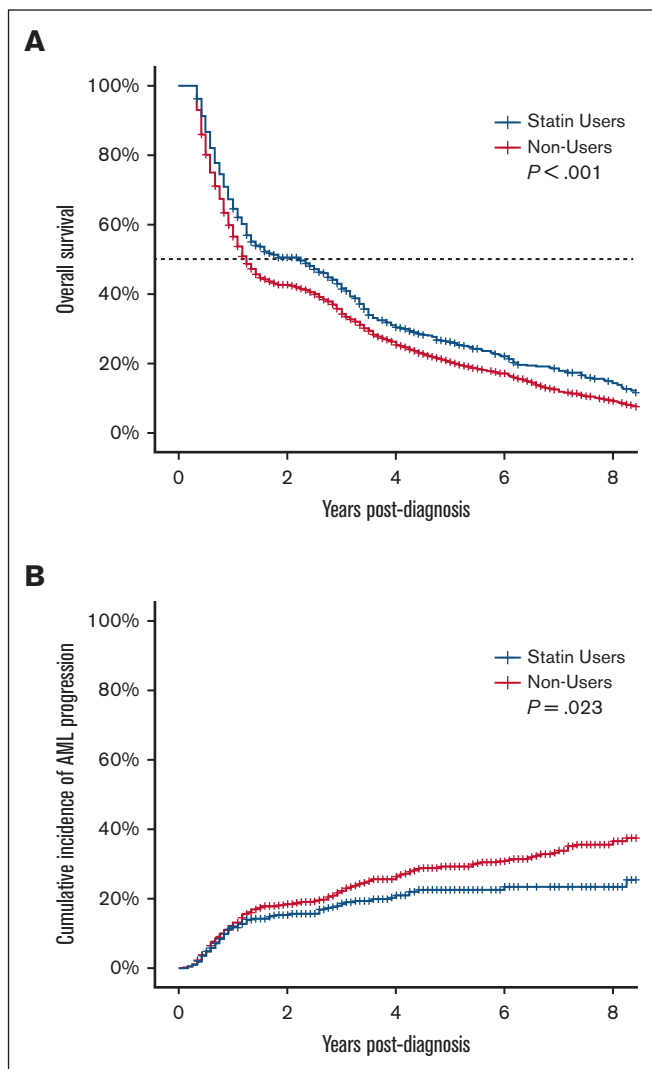 A
100%
80%
60%
40%
20%
0%
Overall survival
Statin Users
Non-Users
P < .001
0 2 4 6 8
Years post-diagnosis
B
100%
80%
60%
40%
20%
0%
Cumulative incidence of AML progression
Statin Users
Non-Users
P = .023
0 2 4 6 8
Years post-diagnosis